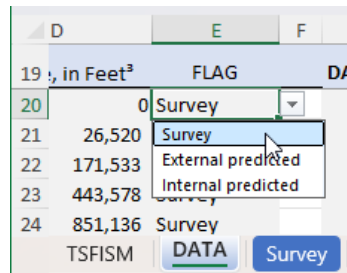 D E F
19 , in Feet³ FLAG DA
20 0 Survey
21 26,520 Survey
22 171,533 External predicted
23 443,578 Internal predicted
24 851,136 Survey
TSFISM DATA Survey